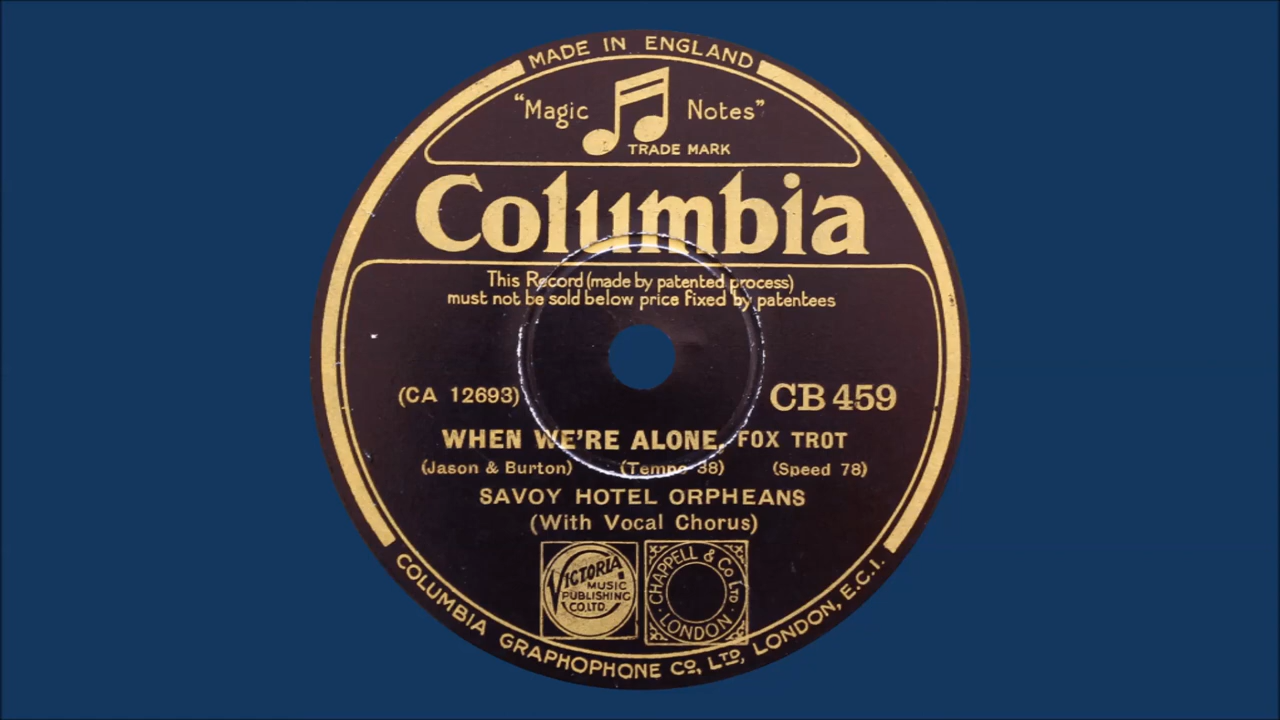 MADE IN ENGLAND
"Magic Notes"
TRADE MARK
Columbia
This Record (made by patented process)
must not be sold below price fixed by patentees
(CA 12693)
CB 459
WHEN WE'RE ALONE, FOX TROT
(Jason & Burton) (Tempo 38) (Speed 78)
SAVOY HOTEL ORPHEANS
(With Vocal Chorus)
VICTORIA
MUSIC
PUBLISHING
CO. LTD.
CHAPPELL & CO LTD
LONDON
COLUMBIA GRAPHOPHONE CO, LTD, LONDON, E.C.I.